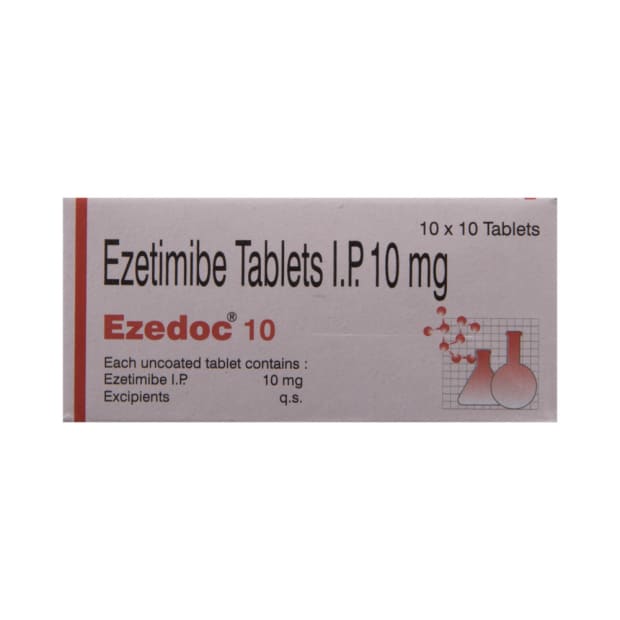 10 x 10 Tablets
Ezetimibe Tablets I.P. 10 mg
Ezedoc® 10
Each uncoated tablet contains :
Ezetimibe I.P. 10 mg
Excipients q.s.